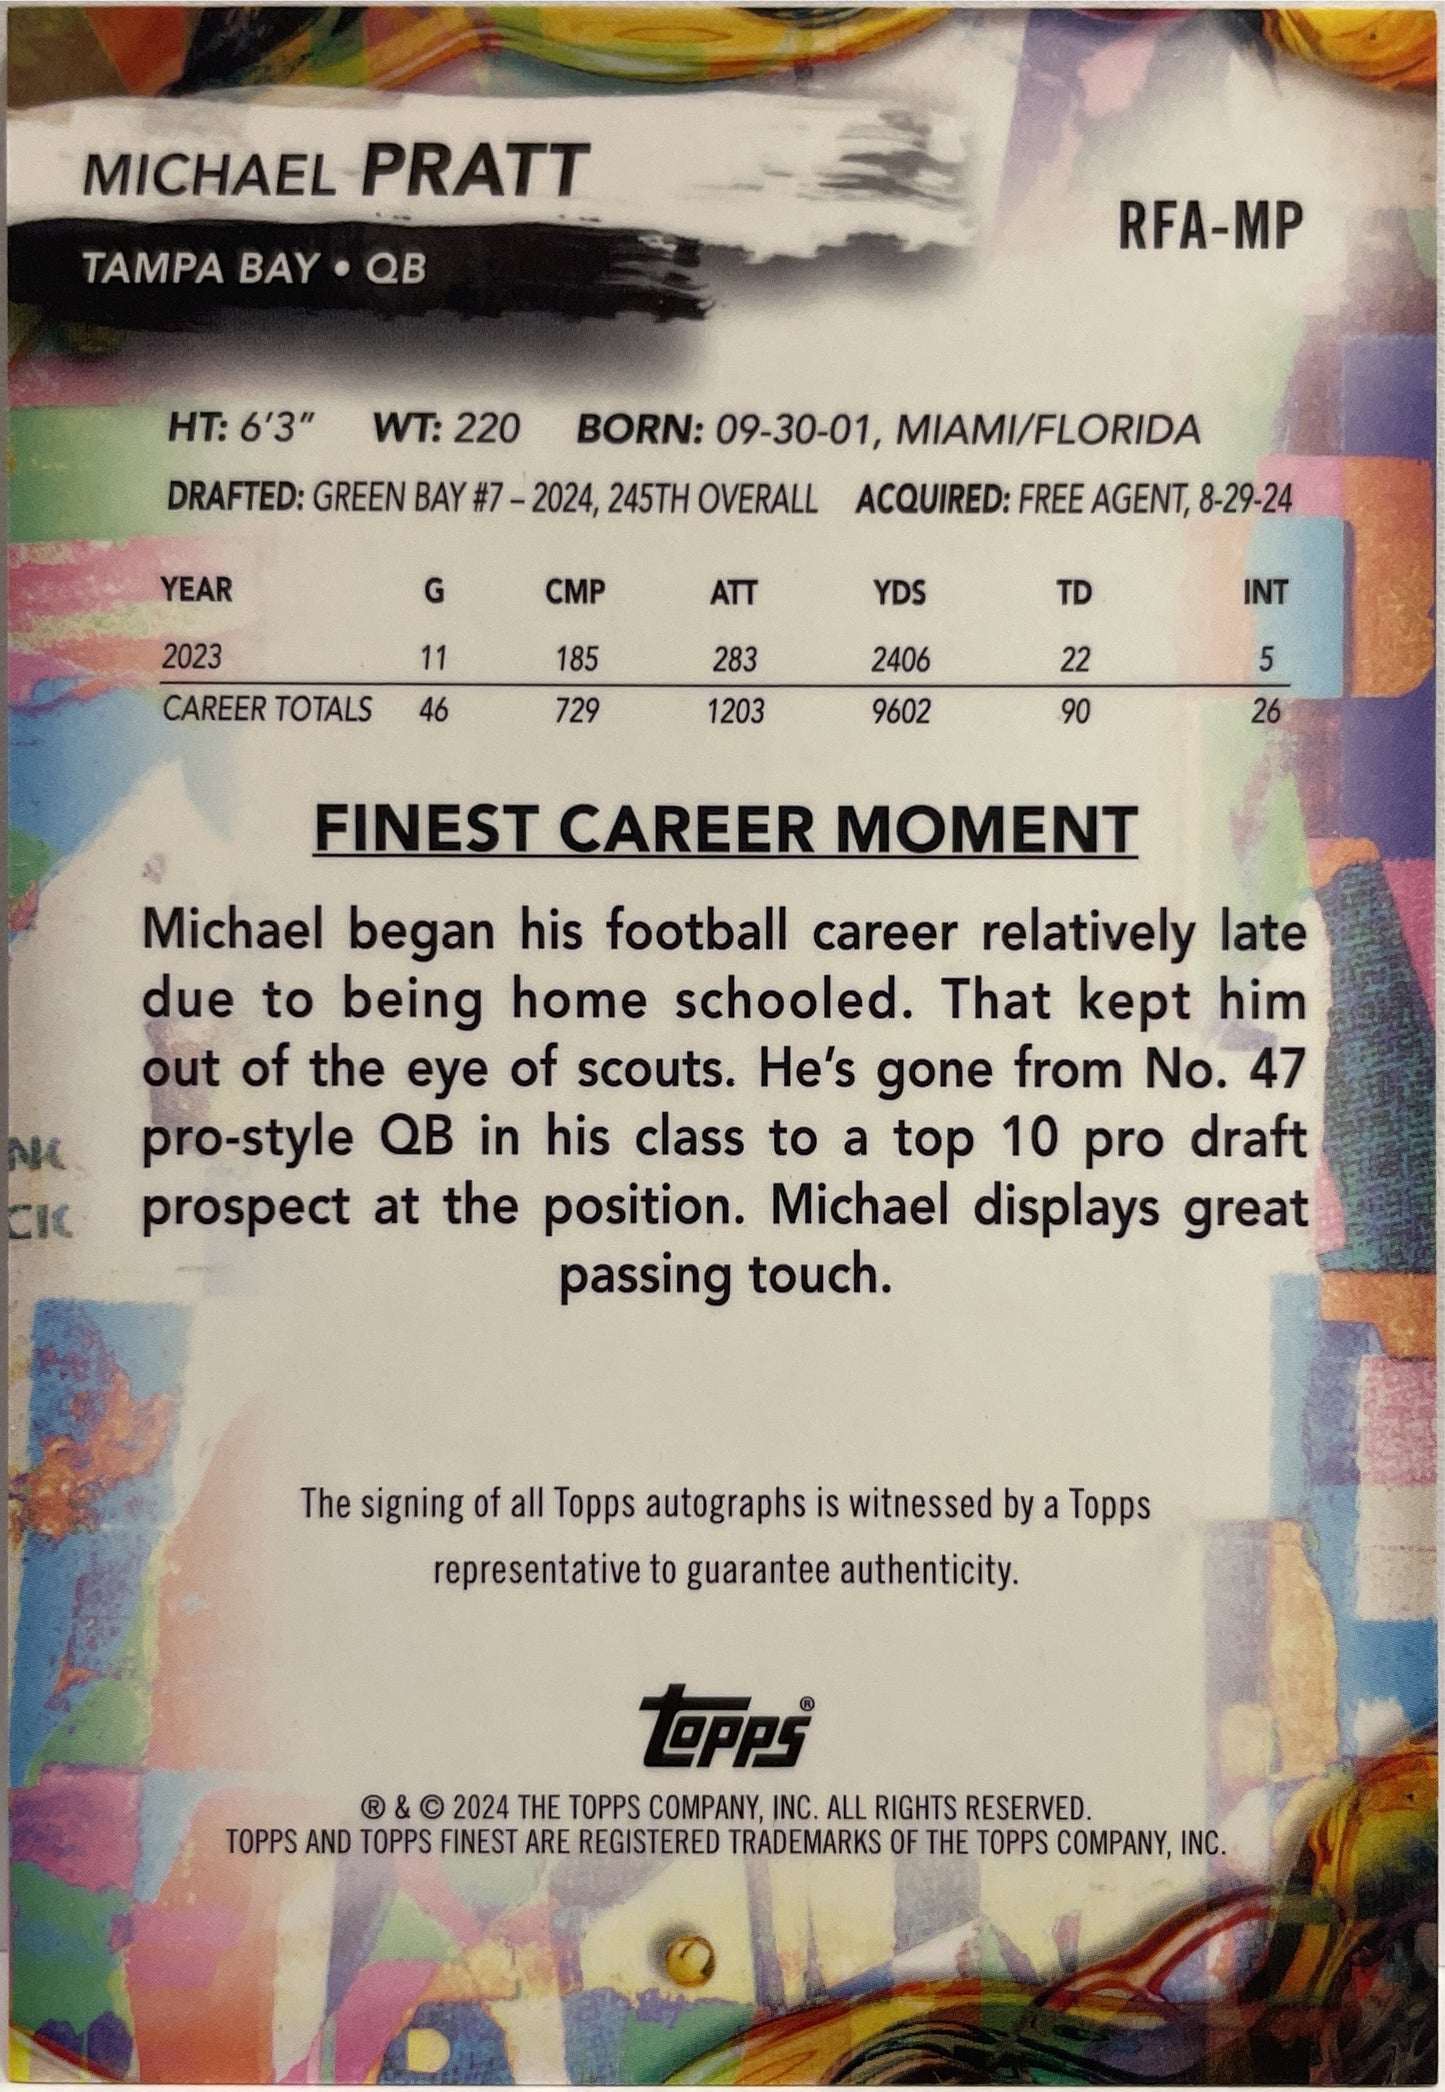 MICHAEL PRATT
TAMPA BAY • QB
RFA-MP
HT: 6'3" WT: 220 BORN: 09-30-01, MIAMI/FLORIDA
DRAFTED: GREEN BAY #7 – 2024, 245TH OVERALL ACQUIRED: FREE AGENT, 8-29-24
YEAR G CMP ATT YDS TD INT
2023 11 185 283 2406 22 5
CAREER TOTALS 46 729 1203 9602 90 26
FINEST CAREER MOMENT
Michael began his football career relatively late
due to being home schooled. That kept him
out of the eye of scouts. He's gone from No. 47
pro-style QB in his class to a top 10 pro draft
prospect at the position. Michael displays great
passing touch.
The signing of all Topps autographs is witnessed by a Topps
representative to guarantee authenticity.
Topps®
® & © 2024 THE TOPPS COMPANY, INC. ALL RIGHTS RESERVED.
TOPPS AND TOPPS FINEST ARE REGISTERED TRADEMARKS OF THE TOPPS COMPANY, INC.